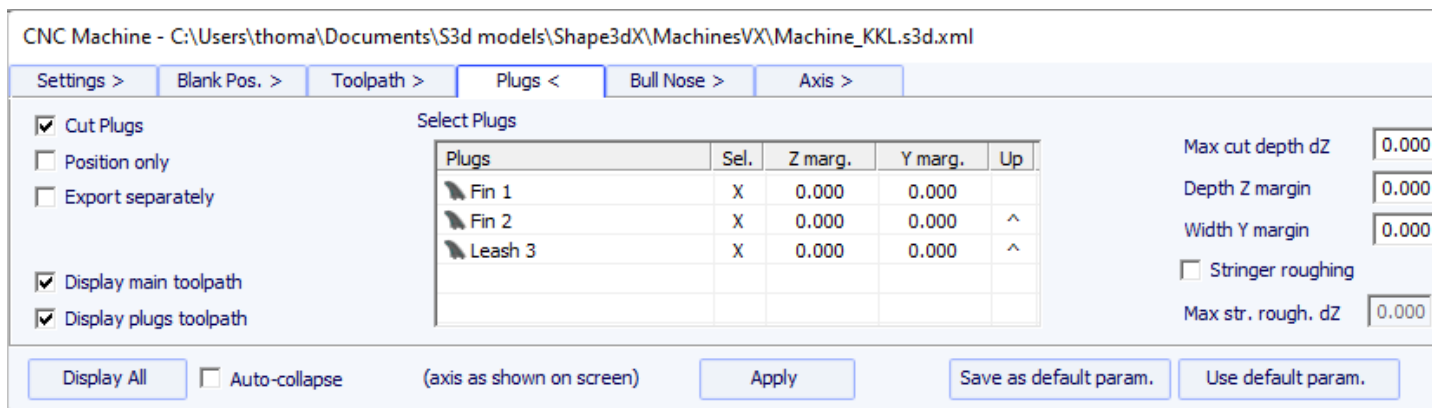 CNC Machine - C:\Users\thoma\Documents\S3d models\Shape3dX\MachinesVX\Machine_KKL.s3d.xml
Settings > Blank Pos. > Toolpath > Plugs < Bull Nose > Axis >
Cut Plugs
Position only
Export separately
Display main toolpath
Display plugs toolpath
Select Plugs
Plugs Sel. Z marg. Y marg. Up
Fin 1 X 0.000 0.000
Fin 2 X 0.000 0.000 ^
Leash 3 X 0.000 0.000 ^
Max cut depth dZ 0.000
Depth Z margin 0.000
Width Y margin 0.000
Stringer roughing
Max str. rough. dZ 0.000
Display All Auto-collapse (axis as shown on screen) Apply Save as default param. Use default param.